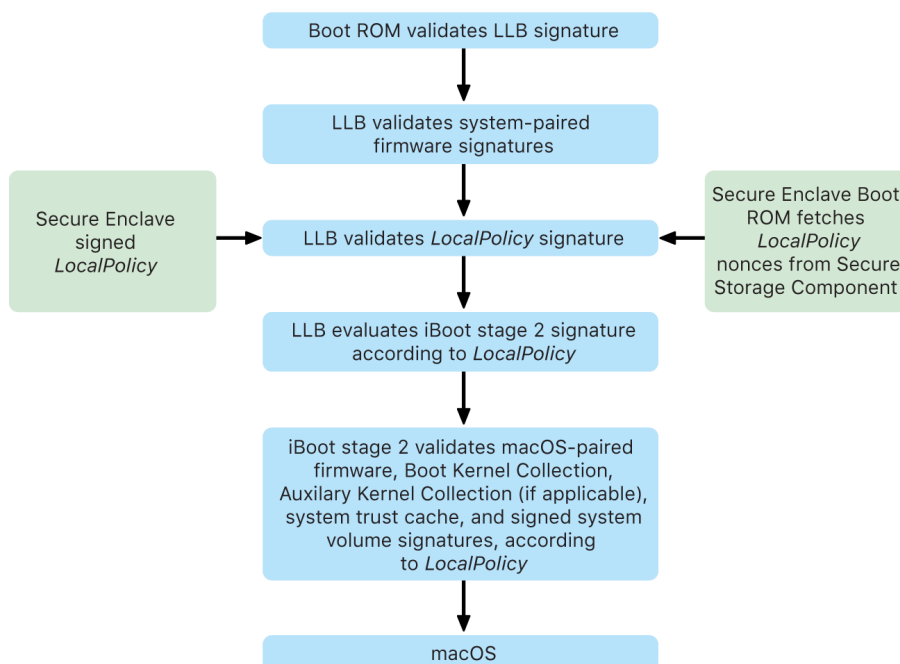 Boot ROM validates LLB signature
LLB validates system-paired
firmware signatures
Secure Enclave
signed
LocalPolicy
LLB validates LocalPolicy signature
Secure Enclave Boot
ROM fetches
LocalPolicy
nonces from Secure
Storage Component
LLB evaluates iBoot stage 2 signature
according to LocalPolicy
iBoot stage 2 validates macOS-paired
firmware, Boot Kernel Collection,
Auxilary Kernel Collection (if applicable),
system trust cache, and signed system
volume signatures, according
to LocalPolicy
macOS